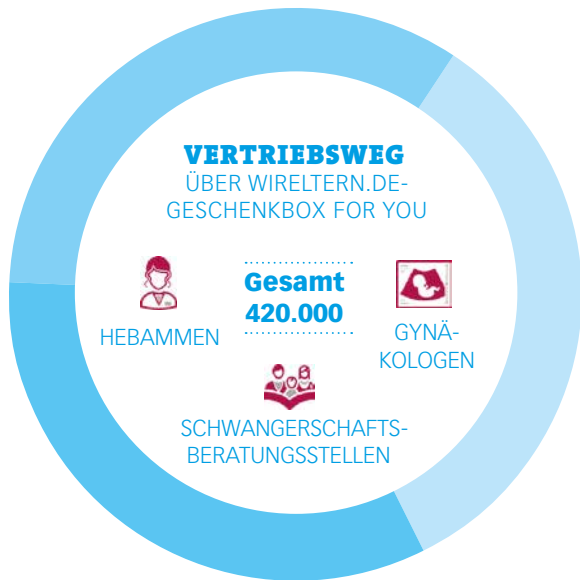 VERTRIEBSWEG
ÜBER WIRELTERN.DE-
GESCHENKBOX FOR YOU
Gesamt
420.000
HEBAMMEN
GYNÄ-
KOLOGEN
SCHWANGERSCHAFTS-
BERATUNGSSTELLEN